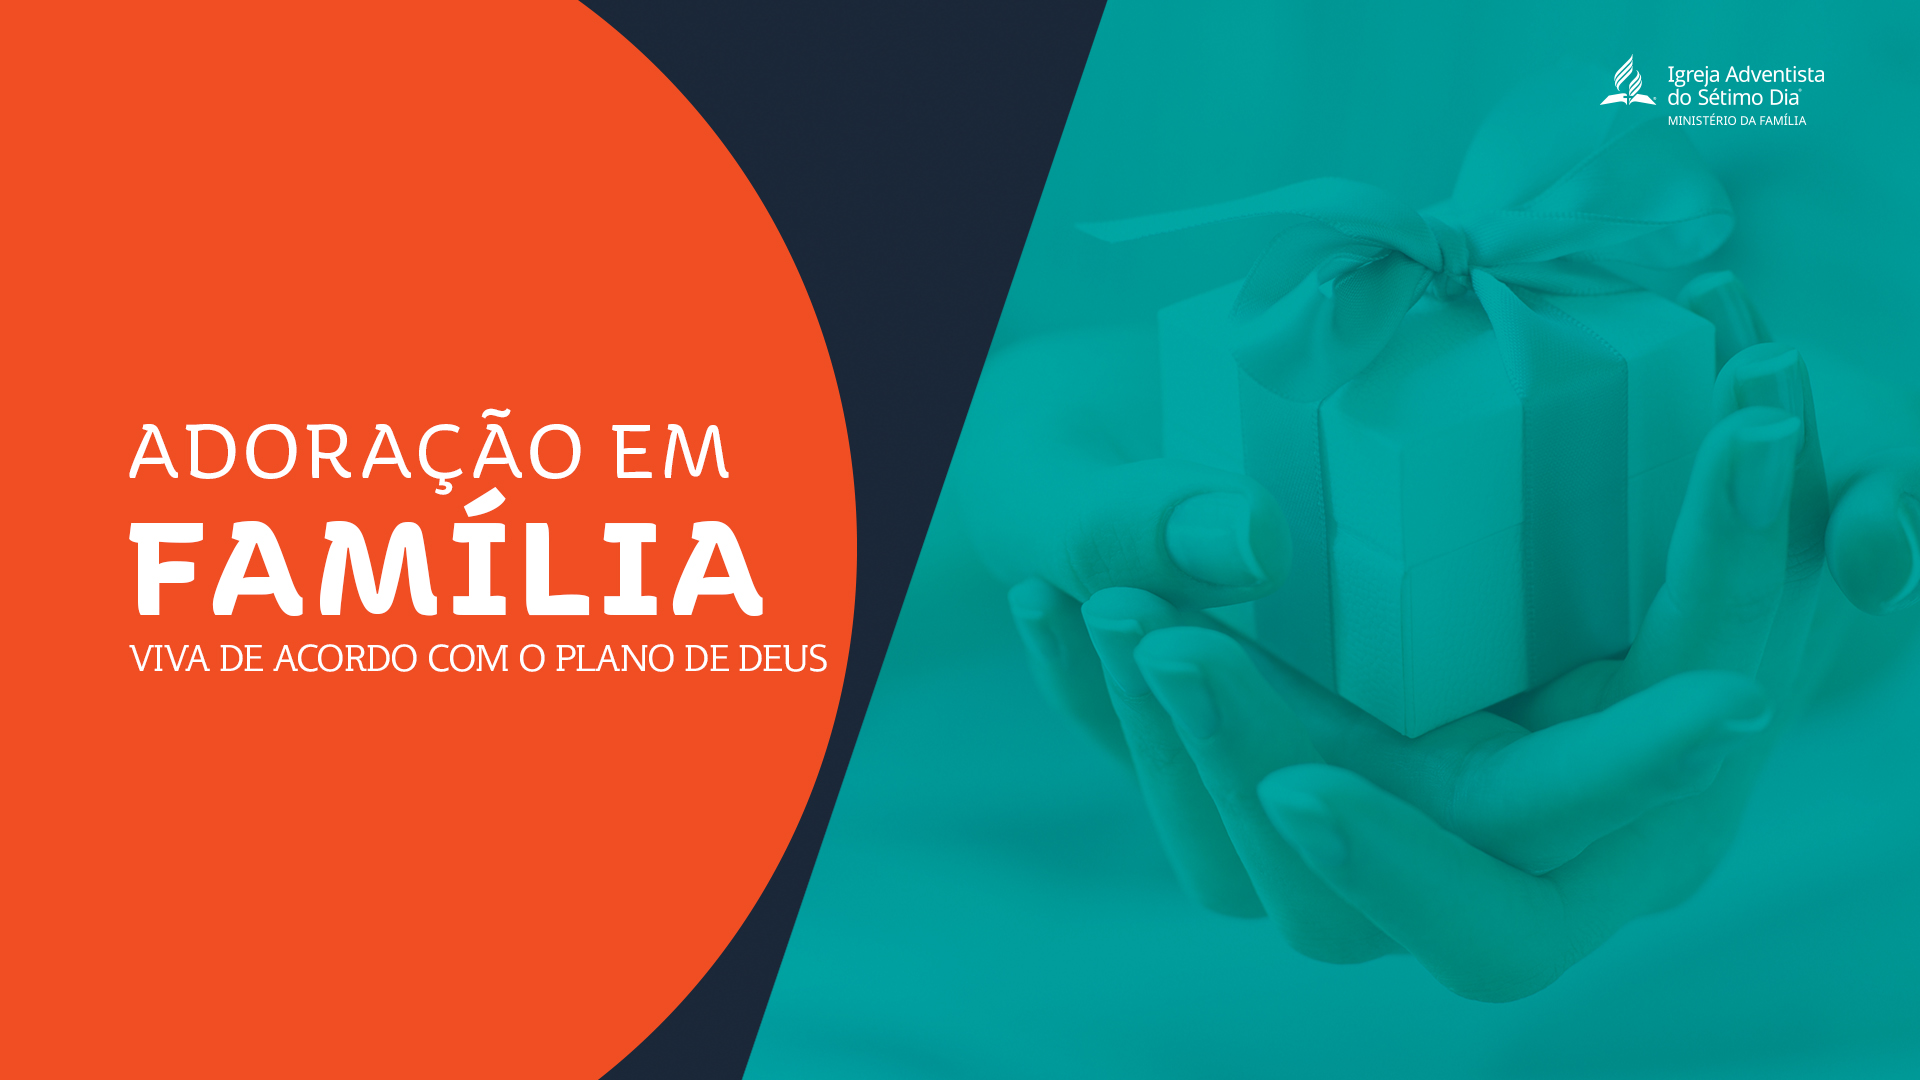 Igreja Adventista
do Sétimo Dia
MINISTÉRIO DA FAMÍLIA
ADORAÇÃO EM
FAMÍLIA
VIVA DE ACORDO COM O PLANO DE DEUS